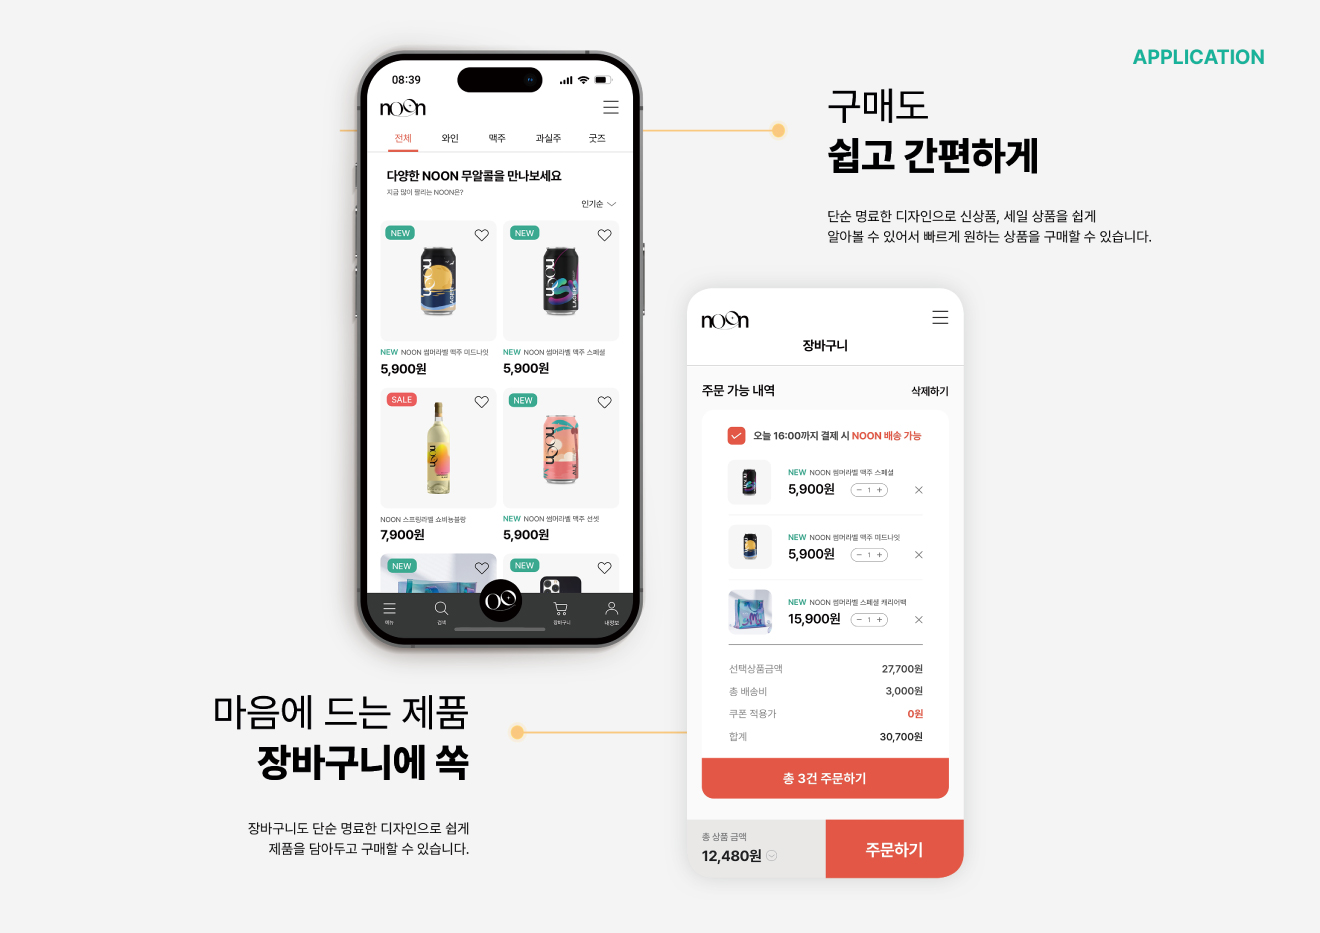 APPLICATION
08:39
noon
전체 와인 맥주 과실주 굿즈
다양한 NOON 무알콜을 만나보세요
지금 많이 팔리는 NOON은?
인기순
NEW
NEW
noon
LAGER
noon
LAGER
NEW NOON 썸머라벨 맥주 미드나잇
5,900원
NEW NOON 썸머라벨 맥주 스페셜
5,900원
SALE
NEW
noon
noon
ALE
NOON 스프링라벨 쇼비뇽블랑
7,900원
NEW NOON 썸머라벨 맥주 선셋
5,900원
NEW
NEW
메뉴
검색
장바구니
내정보
구매도
쉽고 간편하게
단순 명료한 디자인으로 신상품, 세일 상품을 쉽게
알아볼 수 있어서 빠르게 원하는 상품을 구매할 수 있습니다.
noon
장바구니
주문 가능 내역
삭제하기
오늘 16:00까지 결제 시 NOON 배송 가능
NEW NOON 썸머라벨 맥주 스페셜
5,900원
− 1 +
NEW NOON 썸머라벨 맥주 미드나잇
5,900원
− 1 +
NEW NOON 썸머라벨 스페셜 캐리어백
15,900원
− 1 +
선택상품금액 27,700원
총 배송비 3,000원
쿠폰 적용가 0원
합계 30,700원
총 3건 주문하기
총 상품 금액
12,480원
주문하기
마음에 드는 제품
장바구니에 쏙
장바구니도 단순 명료한 디자인으로 쉽게
제품을 담아두고 구매할 수 있습니다.